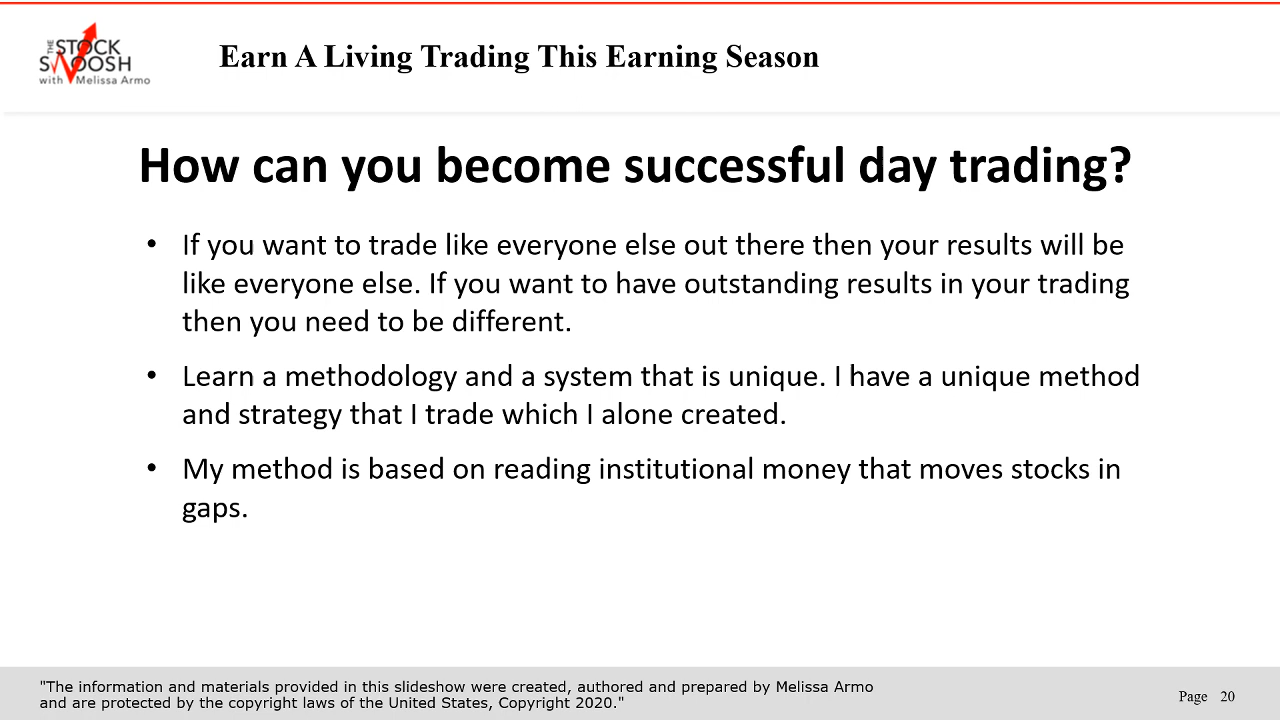 THE
STOCK
SWOOSH
with Melissa Armo
Earn A Living Trading This Earning Season
How can you become successful day trading?
• If you want to trade like everyone else out there then your results will be
like everyone else. If you want to have outstanding results in your trading
then you need to be different.
• Learn a methodology and a system that is unique. I have a unique method
and strategy that I trade which I alone created.
• My method is based on reading institutional money that moves stocks in
gaps.
"The information and materials provided in this slideshow were created, authored and prepared by Melissa Armo
and are protected by the copyright laws of the United States, Copyright 2020."
Page 20